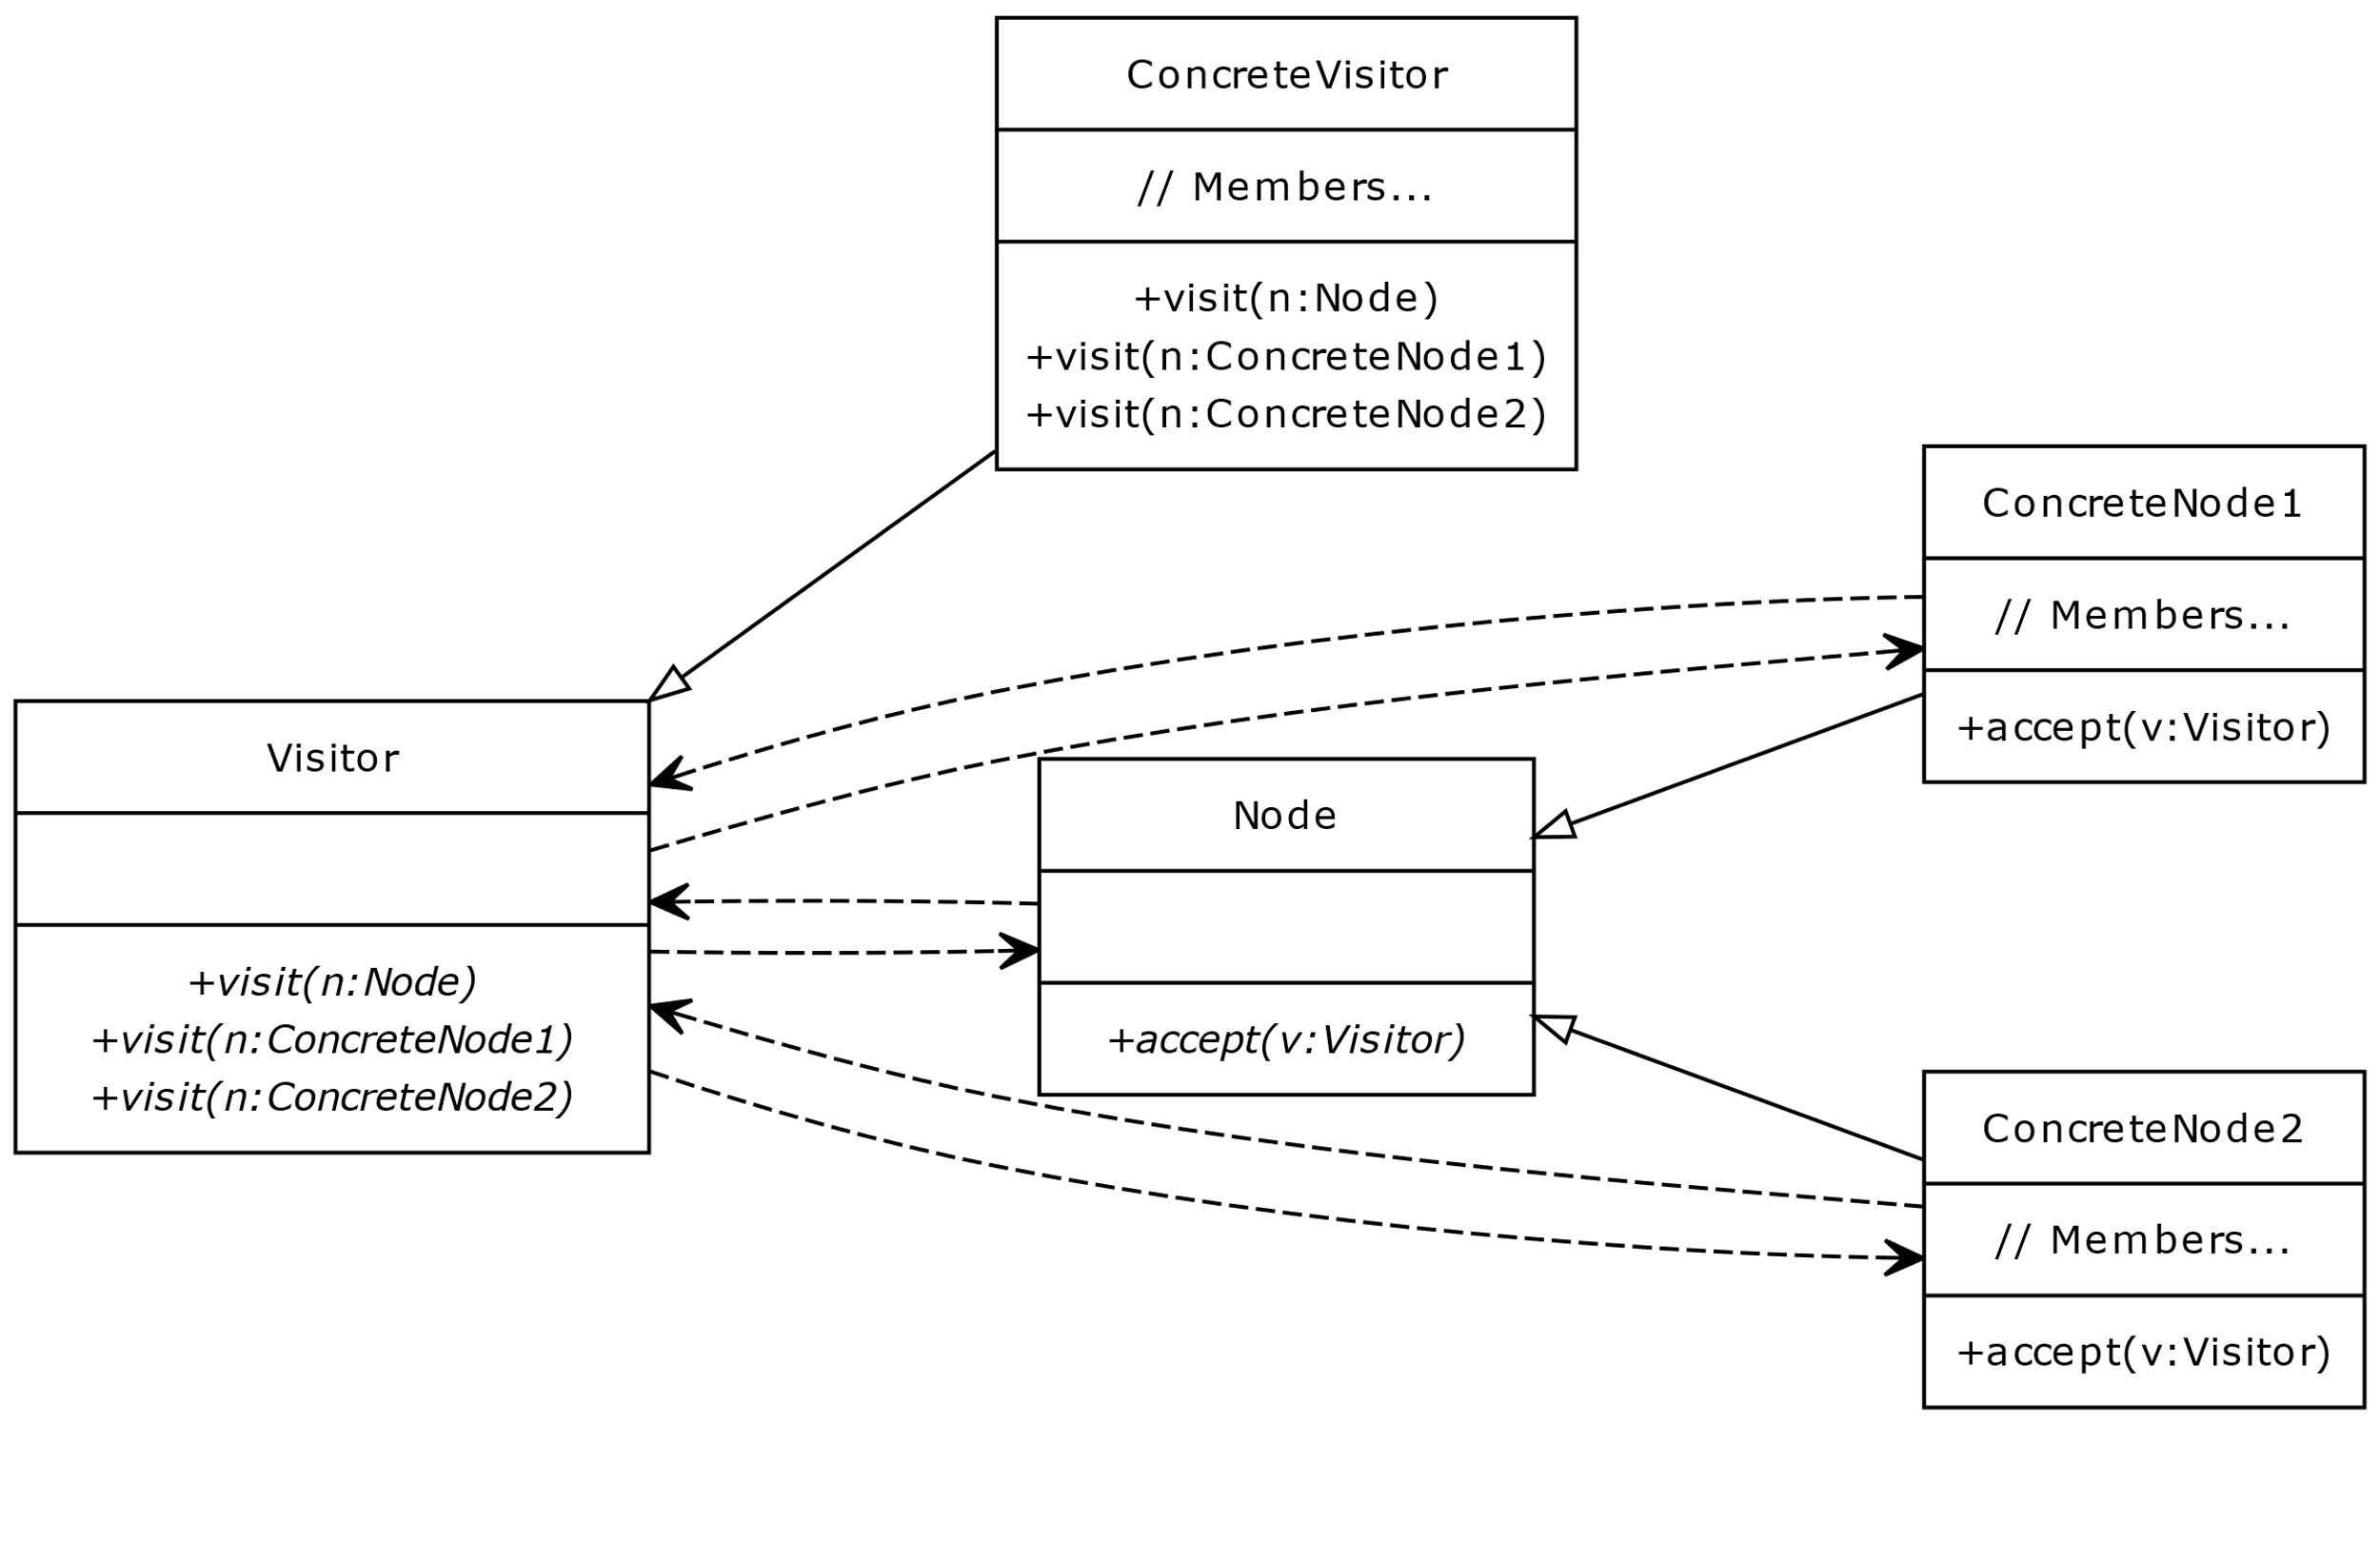 ConcreteVisitor
// Members...
+visit(n:Node)
+visit(n:ConcreteNode1)
+visit(n:ConcreteNode2)
Visitor
+visit(n:Node)
+visit(n:ConcreteNode1)
+visit(n:ConcreteNode2)
Node
+accept(v:Visitor)
ConcreteNode1
// Members...
+accept(v:Visitor)
ConcreteNode2
// Members...
+accept(v:Visitor)